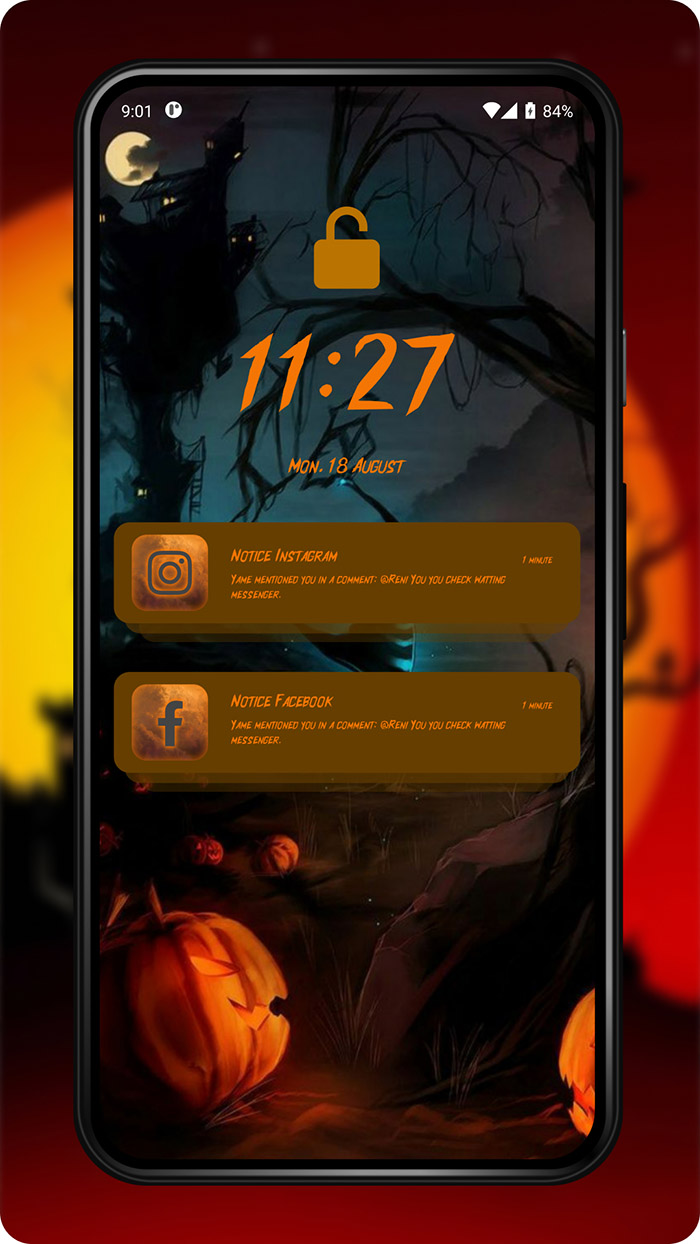 9:01
84%
11:27
Mon. 18 August
Notice Instagram
1 minute
Yame mentioned you in a comment: @Reni You you check watting
messenger.
Notice Facebook
1 minute
Yame mentioned you in a comment: @Reni You you check watting
messenger.